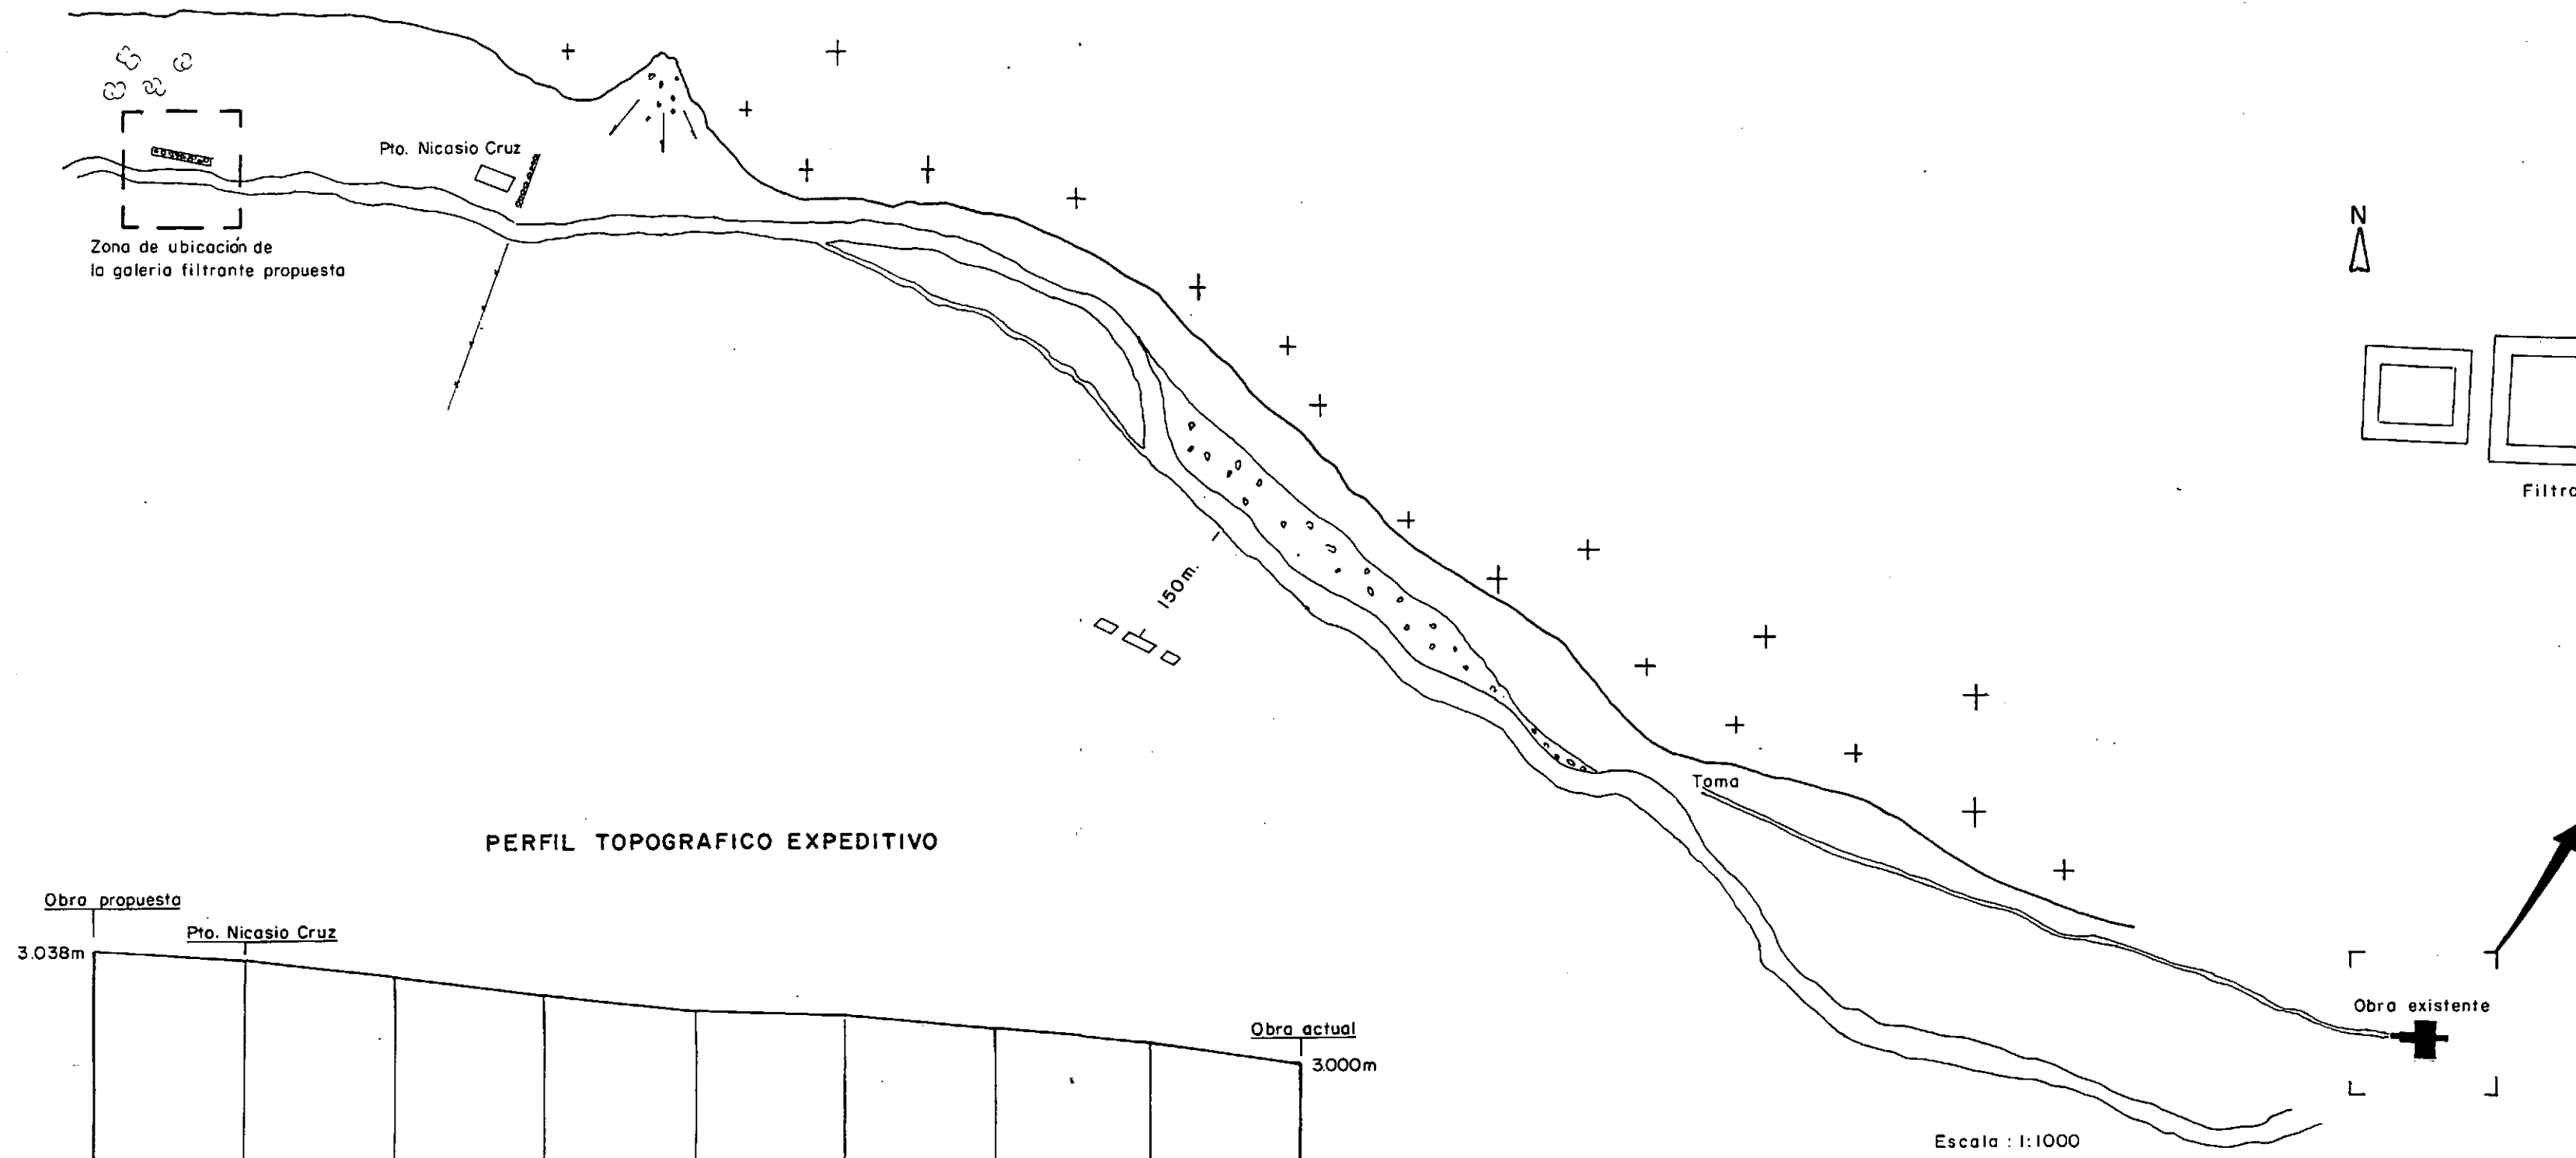 Pto. Nicasio Cruz
Zona de ubicación de
la galeria filtrante propuesta
N
150m.
Toma
PERFIL TOPOGRAFICO EXPEDITIVO
Obra propuesta
Pto. Nicasio Cruz
3.038m
Obra actual
3.000m
Obra existente
Escala : 1:1000